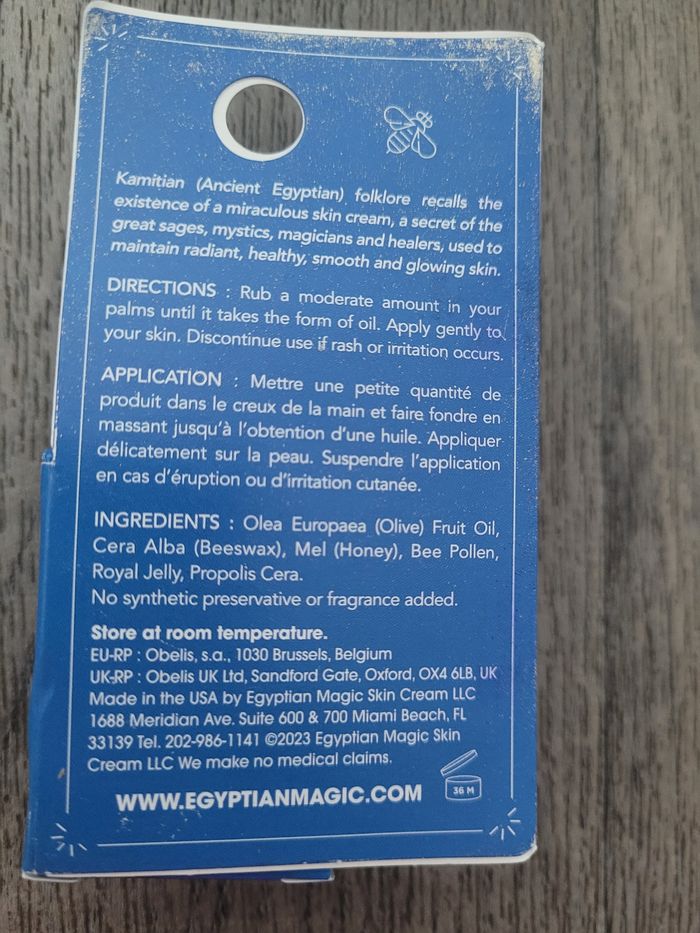 Kamitian (Ancient Egyptian) folklore recalls the
existence of a miraculous skin cream, a secret of the
great sages, mystics, magicians and healers, used to
maintain radiant, healthy, smooth and glowing skin.
DIRECTIONS : Rub a moderate amount in your
palms until it takes the form of oil. Apply gently to
your skin. Discontinue use if rash or irritation occurs.
APPLICATION : Mettre une petite quantité de
produit dans le creux de la main et faire fondre en
massant jusqu'à l'obtention d'une huile. Appliquer
délicatement sur la peau. Suspendre l'application
en cas d'éruption ou d'irritation cutanée.
INGREDIENTS : Olea Europaea (Olive) Fruit Oil,
Cera Alba (Beeswax), Mel (Honey), Bee Pollen,
Royal Jelly, Propolis Cera.
No synthetic preservative or fragrance added.
Store at room temperature.
EU-RP : Obelis, s.a., 1030 Brussels, Belgium
UK-RP : Obelis UK Ltd, Sandford Gate, Oxford, OX4 6LB, UK
Made in the USA by Egyptian Magic Skin Cream LLC
1688 Meridian Ave. Suite 600 & 700 Miami Beach, FL
33139 Tel. 202-986-1141 ©2023 Egyptian Magic Skin
Cream LLC We make no medical claims.
WWW.EGYPTIANMAGIC.COM
36 M